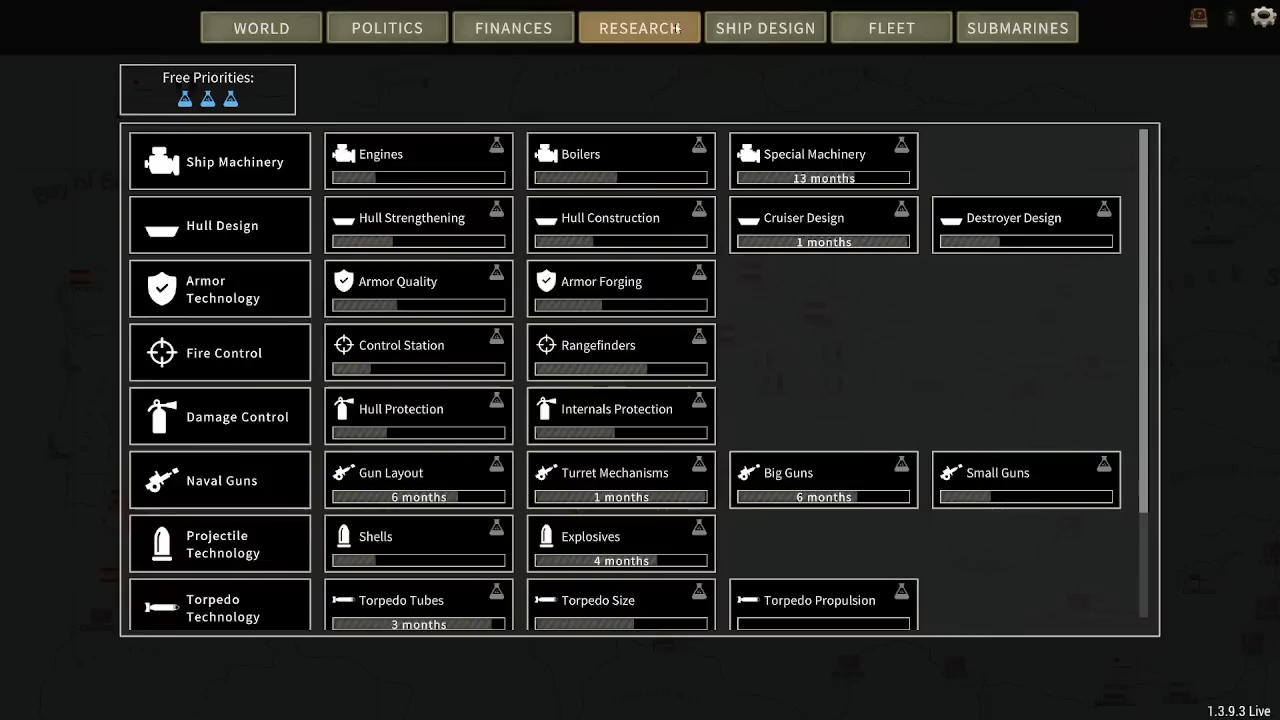 WORLD
POLITICS
FINANCES
RESEARCH
SHIP DESIGN
FLEET
SUBMARINES
Free Priorities:
Ship Machinery
Engines
Boilers
Special Machinery
13 months
Hull Design
Hull Strengthening
Hull Construction
Cruiser Design
1 months
Destroyer Design
Armor
Technology
Armor Quality
Armor Forging
Fire Control
Control Station
Rangefinders
Damage Control
Hull Protection
Internals Protection
Naval Guns
Gun Layout
6 months
Turret Mechanisms
1 months
Big Guns
6 months
Small Guns
Projectile
Technology
Shells
Explosives
4 months
Torpedo
Technology
Torpedo Tubes
3 months
Torpedo Size
Torpedo Propulsion
1.3.9.3 Live